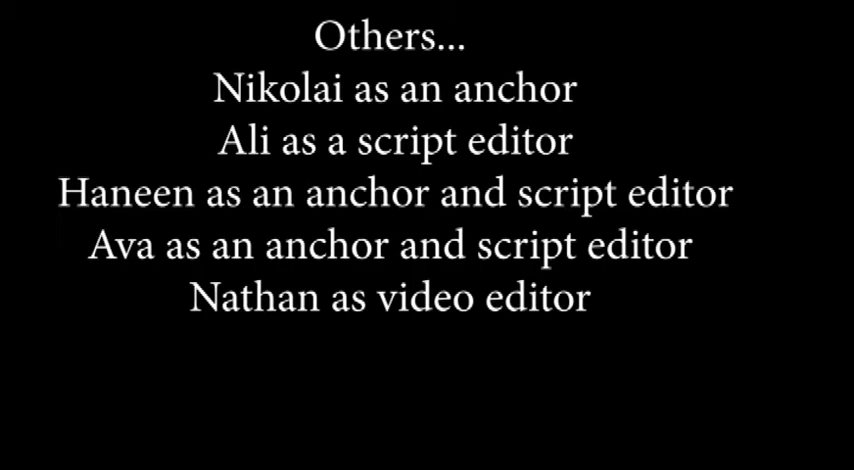 Others...
Nikolai as an anchor
Ali as a script editor
Haneen as an anchor and script editor
Ava as an anchor and script editor
Nathan as video editor